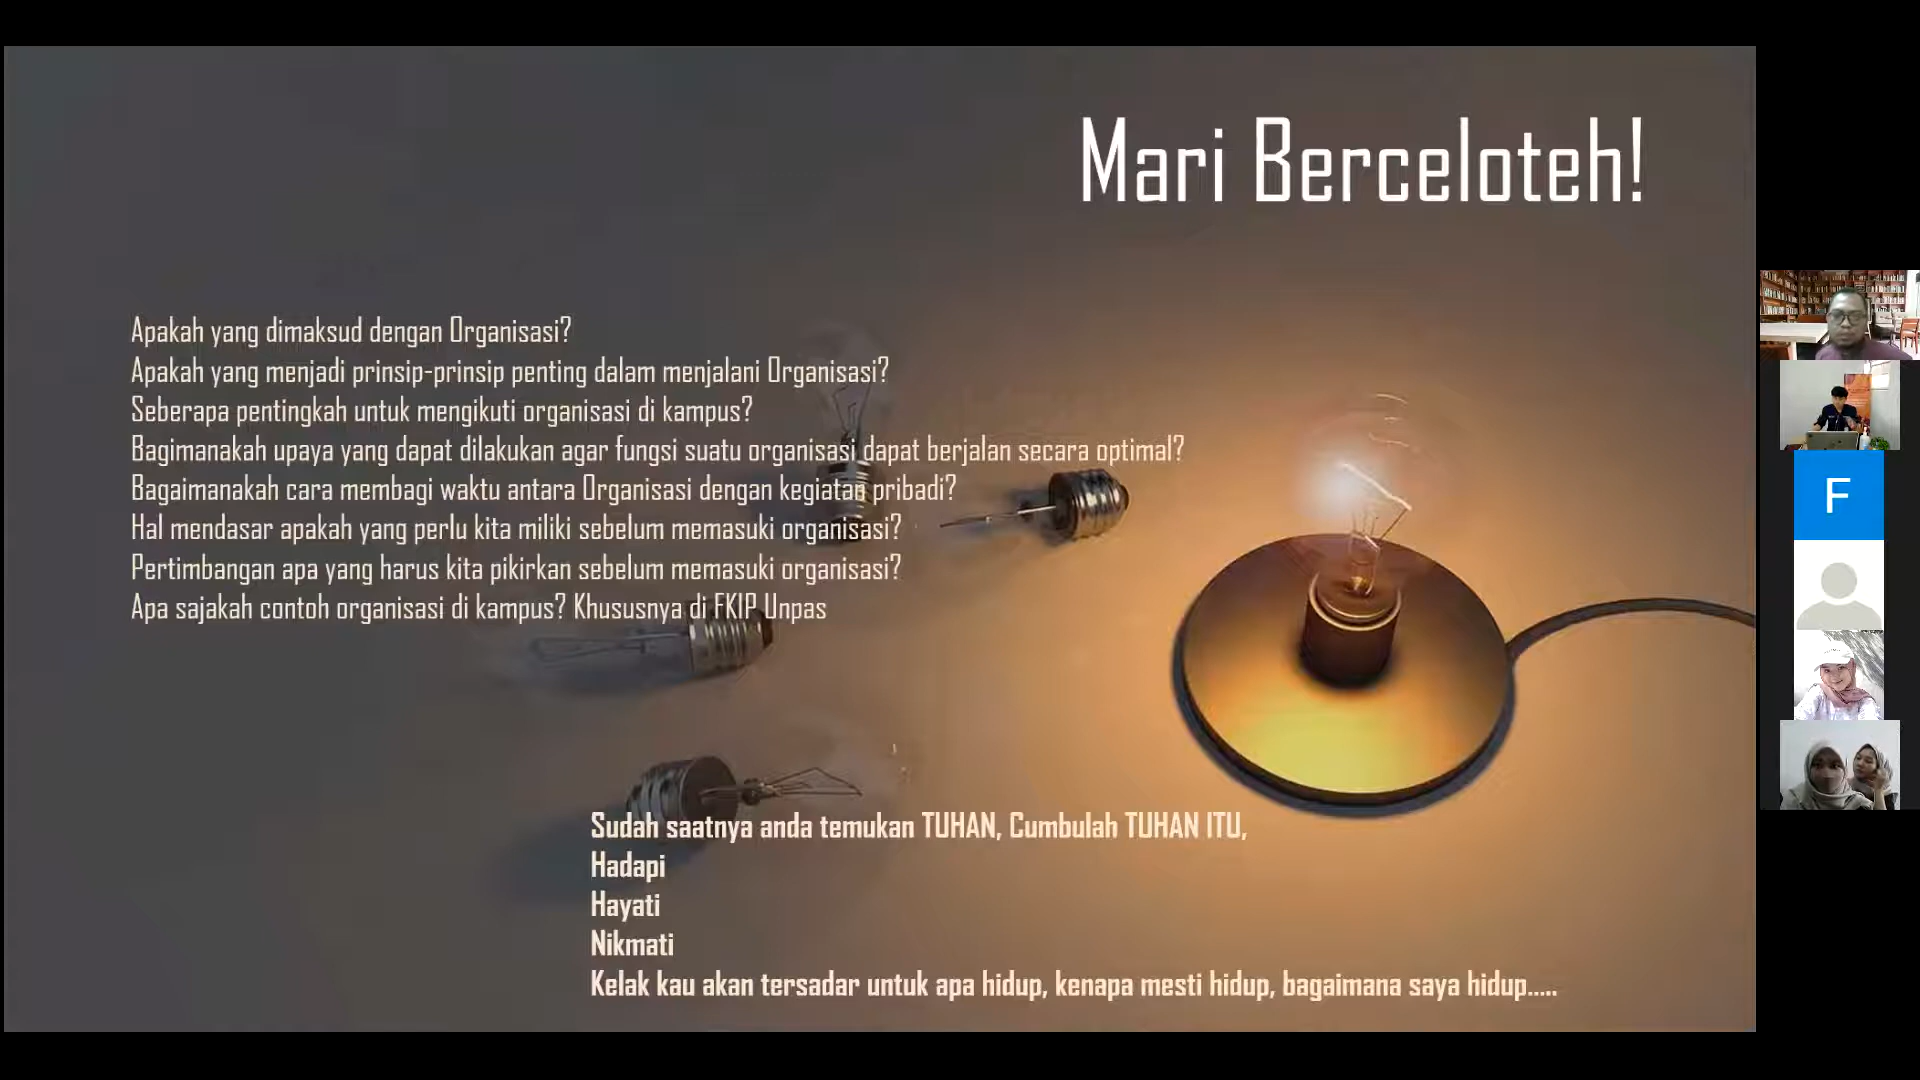 Mari Berceloteh!
Apakah yang dimaksud dengan Organisasi?
Apakah yang menjadi prinsip-prinsip penting dalam menjalani Organisasi?
Seberapa pentingkah untuk mengikuti organisasi di kampus?
Bagimanakah upaya yang dapat dilakukan agar fungsi suatu organisasi dapat berjalan secara optimal?
Bagaimanakah cara membagi waktu antara Organisasi dengan kegiatan pribadi?
Hal mendasar apakah yang perlu kita miliki sebelum memasuki organisasi?
Pertimbangan apa yang harus kita pikirkan sebelum memasuki organisasi?
Apa sajakah contoh organisasi di kampus? Khususnya di FKIP Unpas
Sudah saatnya anda temukan TUHAN, Cumbulah TUHAN ITU,
Hadapi
Hayati
Nikmati
Kelak kau akan tersadar untuk apa hidup, kenapa mesti hidup, bagaimana saya hidup.....
F